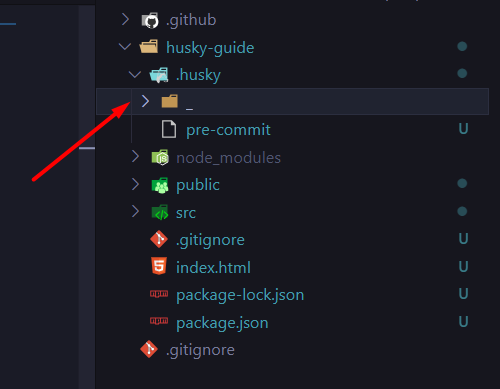 .github
husky-guide
.husky
_
pre-commit U
node_modules
public
src
.gitignore U
index.html U
package-lock.json U
package.json U
.gitignore